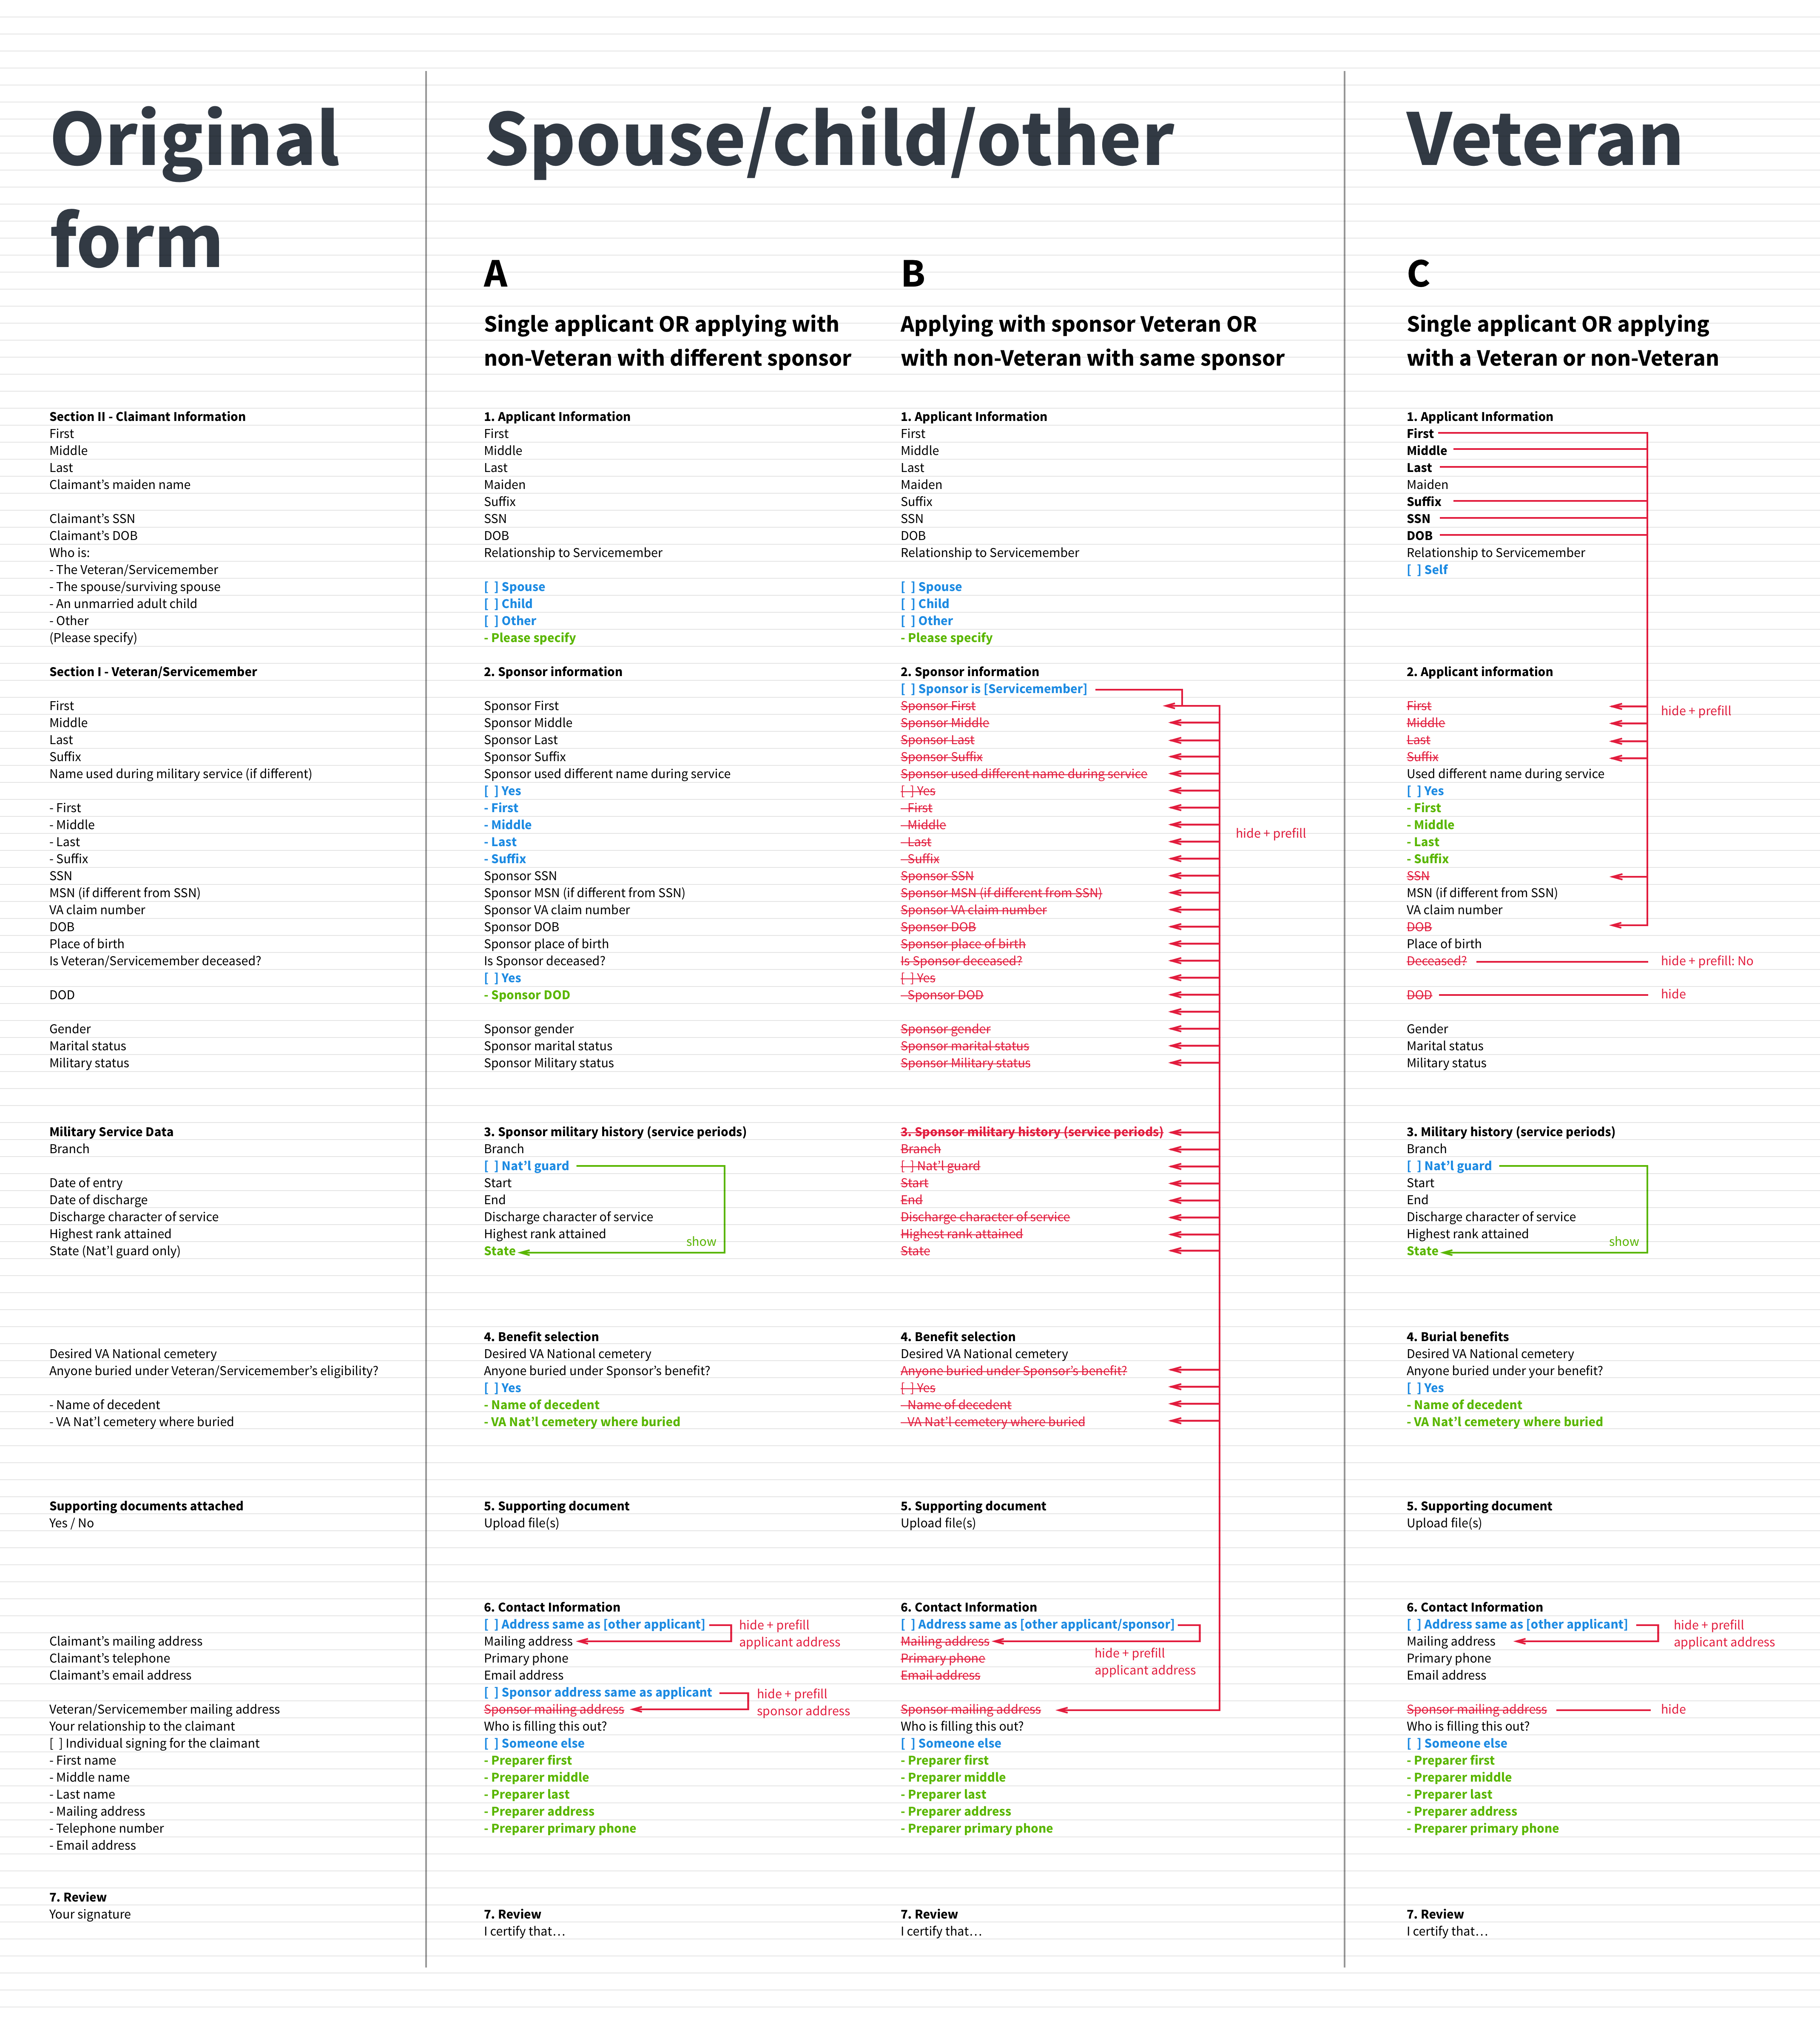 Original
form
Section II - Claimant Information
First
Middle
Last
Claimant’s maiden name
Claimant’s SSN
Claimant’s DOB
Who is:
- The Veteran/Servicemember
- The spouse/surviving spouse
- An unmarried adult child
- Other
(Please specify)
Section I - Veteran/Servicemember
First
Middle
Last
Suffix
Name used during military service (if different)
- First
- Middle
- Last
- Suffix
SSN
MSN (if different from SSN)
VA claim number
DOB
Place of birth
Is Veteran/Servicemember deceased?
DOD
Gender
Marital status
Military status
Military Service Data
Branch
Date of entry
Date of discharge
Discharge character of service
Highest rank attained
State (Nat’l guard only)
Desired VA National cemetery
Anyone buried under Veteran/Servicemember’s eligibility?
- Name of decedent
- VA Nat’l cemetery where buried
Supporting documents attached
Yes / No
Claimant’s mailing address
Claimant’s telephone
Claimant’s email address
Veteran/Servicemember mailing address
Your relationship to the claimant
[ ] Individual signing for the claimant
- First name
- Middle name
- Last name
- Mailing address
- Telephone number
- Email address
7. Review
Your signature
Spouse/child/other
A
Single applicant OR applying with
non-Veteran with different sponsor
1. Applicant Information
First
Middle
Last
Maiden
Suffix
SSN
DOB
Relationship to Servicemember
[ ] Spouse
[ ] Child
[ ] Other
- Please specify
2. Sponsor information
Sponsor First
Sponsor Middle
Sponsor Last
Sponsor Suffix
Sponsor used different name during service
[ ] Yes
- First
- Middle
- Last
- Suffix
Sponsor SSN
Sponsor MSN (if different from SSN)
Sponsor VA claim number
Sponsor DOB
Sponsor place of birth
Is Sponsor deceased?
[ ] Yes
- Sponsor DOD
Sponsor gender
Sponsor marital status
Sponsor Military status
3. Sponsor military history (service periods)
Branch
[ ] Nat’l guard
Start
End
Discharge character of service
Highest rank attained
show
State
4. Benefit selection
Desired VA National cemetery
Anyone buried under Sponsor’s benefit?
[ ] Yes
- Name of decedent
- VA Nat’l cemetery where buried
5. Supporting document
Upload file(s)
6. Contact Information
[ ] Address same as [other applicant]
hide + prefill
applicant address
Mailing address
Primary phone
Email address
[ ] Sponsor address same as applicant
hide + prefill
sponsor address
Sponsor mailing address
Who is filling this out?
[ ] Someone else
- Preparer first
- Preparer middle
- Preparer last
- Preparer address
- Preparer primary phone
7. Review
I certify that…
B
Applying with sponsor Veteran OR
with non-Veteran with same sponsor
1. Applicant Information
First
Middle
Last
Maiden
Suffix
SSN
DOB
Relationship to Servicemember
[ ] Spouse
[ ] Child
[ ] Other
- Please specify
2. Sponsor information
[ ] Sponsor is [Servicemember]
Sponsor First
Sponsor Middle
Sponsor Last
Sponsor Suffix
Sponsor used different name during service
[ ] Yes
- First
- Middle
hide + prefill
- Last
- Suffix
Sponsor SSN
Sponsor MSN (if different from SSN)
Sponsor VA claim number
Sponsor DOB
Sponsor place of birth
Is Sponsor deceased?
[ ] Yes
- Sponsor DOD
Sponsor gender
Sponsor marital status
Sponsor Military status
3. Sponsor military history (service periods)
Branch
[ ] Nat’l guard
Start
End
Discharge character of service
Highest rank attained
State
4. Benefit selection
Desired VA National cemetery
Anyone buried under Sponsor’s benefit?
[ ] Yes
- Name of decedent
- VA Nat’l cemetery where buried
5. Supporting document
Upload file(s)
6. Contact Information
[ ] Address same as [other applicant/sponsor]
Mailing address
hide + prefill
applicant address
Primary phone
Email address
Sponsor mailing address
Who is filling this out?
[ ] Someone else
- Preparer first
- Preparer middle
- Preparer last
- Preparer address
- Preparer primary phone
7. Review
I certify that…
Veteran
C
Single applicant OR applying
with a Veteran or non-Veteran
1. Applicant Information
First
Middle
Last
Maiden
Suffix
SSN
DOB
Relationship to Servicemember
[ ] Self
2. Applicant information
First
hide + prefill
Middle
Last
Suffix
Used different name during service
[ ] Yes
- First
- Middle
- Last
- Suffix
SSN
MSN (if different from SSN)
VA claim number
DOB
Place of birth
Deceased?
hide + prefill: No
DOD
hide
Gender
Marital status
Military status
3. Military history (service periods)
Branch
[ ] Nat’l guard
Start
End
Discharge character of service
Highest rank attained
show
State
4. Burial benefits
Desired VA National cemetery
Anyone buried under your benefit?
[ ] Yes
- Name of decedent
- VA Nat’l cemetery where buried
5. Supporting document
Upload file(s)
6. Contact Information
[ ] Address same as [other applicant]
hide + prefill
applicant address
Mailing address
Primary phone
Email address
Sponsor mailing address
hide
Who is filling this out?
[ ] Someone else
- Preparer first
- Preparer middle
- Preparer last
- Preparer address
- Preparer primary phone
7. Review
I certify that…